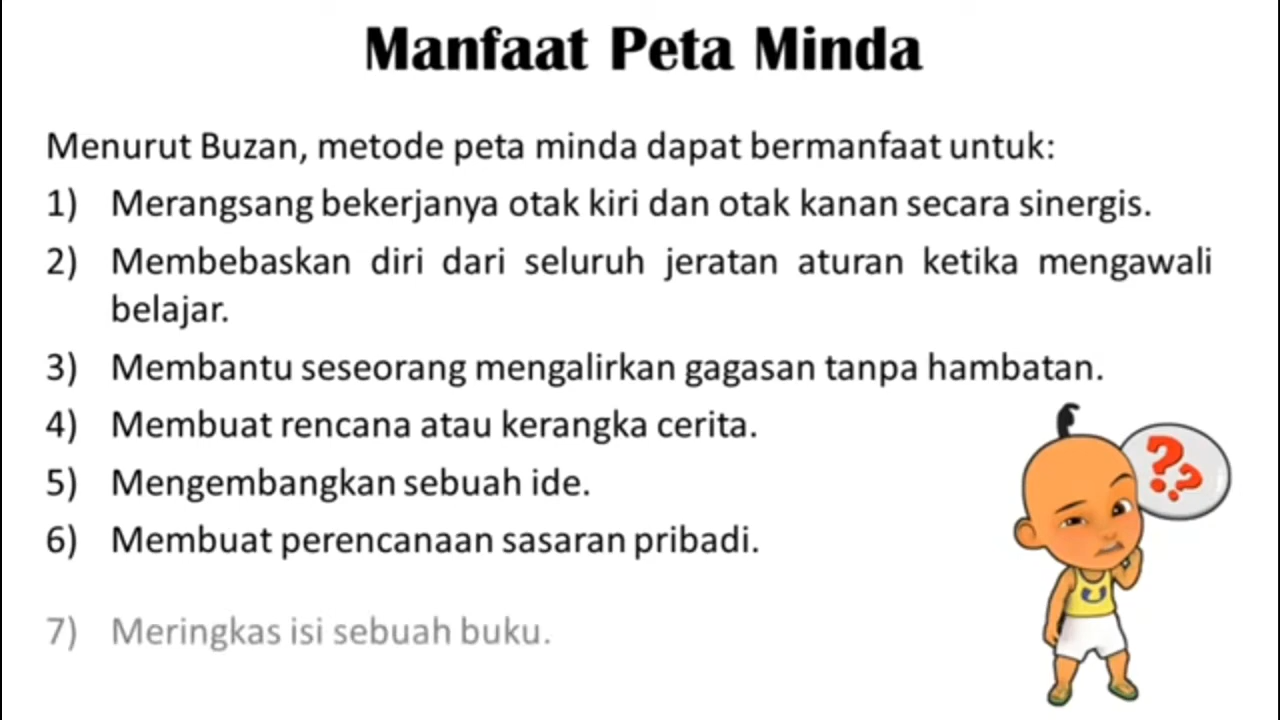 Manfaat Peta Minda
Menurut Buzan, metode peta minda dapat bermanfaat untuk:
1) Merangsang bekerjanya otak kiri dan otak kanan secara sinergis.
2) Membebaskan diri dari seluruh jeratan aturan ketika mengawali
belajar.
3) Membantu seseorang mengalirkan gagasan tanpa hambatan.
4) Membuat rencana atau kerangka cerita.
5) Mengembangkan sebuah ide.
6) Membuat perencanaan sasaran pribadi.
7) Meringkas isi sebuah buku.
??
U